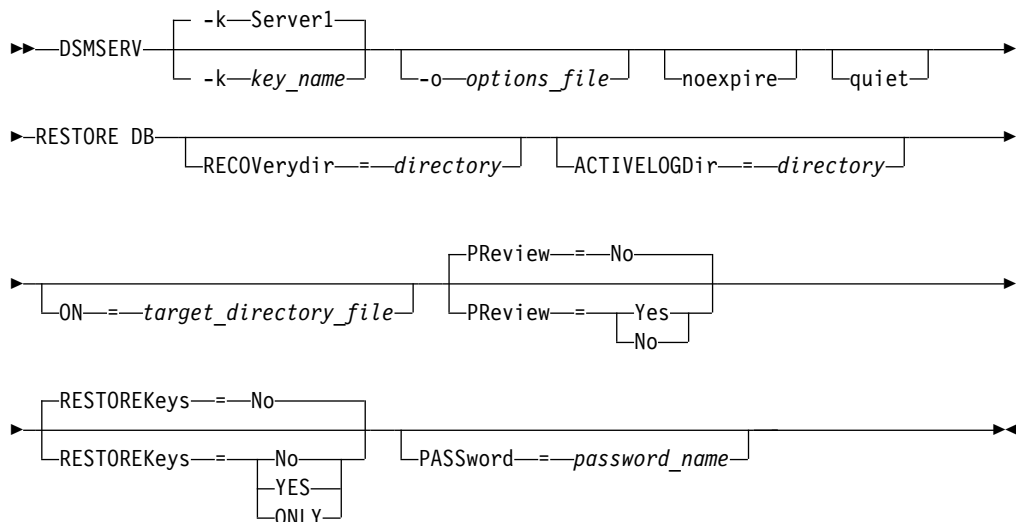 -k Server1
DSMSERV
-k key_name
-o options_file
noexpire
quiet
RESTORE DB
RECOVerydir = directory
ACTIVELOGDir = directory
PReview = No
ON = target_directory_file
PReview = Yes
No
RESTOREKeys = No
RESTOREKeys = No
YES
ONLY
PASSword = password_name